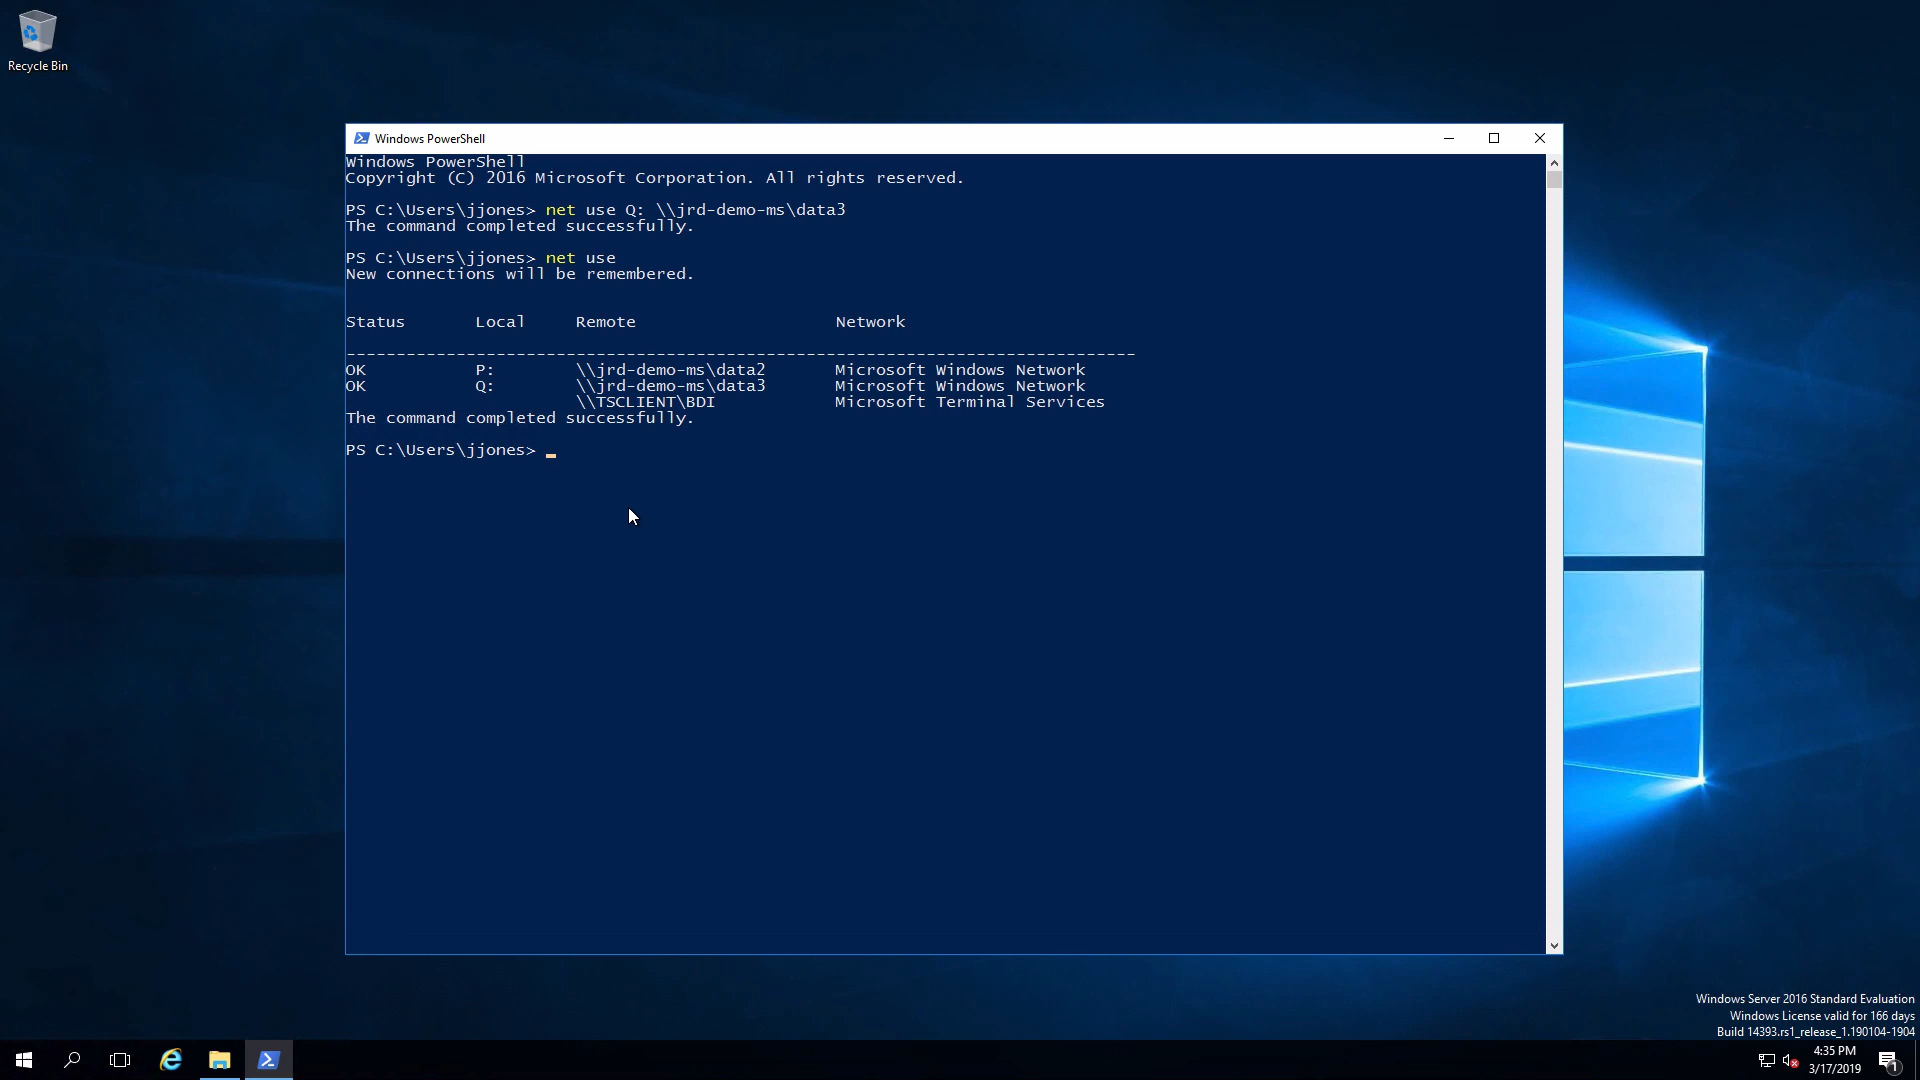 Recycle Bin
Windows PowerShell
Windows PowerShell
Copyright (C) 2016 Microsoft Corporation. All rights reserved.
PS C:\Users\jjones> net use Q: \\jrd-demo-ms\data3
The command completed successfully.
PS C:\Users\jjones> net use
New connections will be remembered.
Status       Local     Remote                    Network
-------------------------------------------------------------------------------
OK           P:        \\jrd-demo-ms\data2       Microsoft Windows Network
OK           Q:        \\jrd-demo-ms\data3       Microsoft Windows Network
                       \\TSCLIENT\BDI            Microsoft Terminal Services
The command completed successfully.
PS C:\Users\jjones> _
Windows Server 2016 Standard Evaluation
Windows License valid for 166 days
Build 14393.rs1_release_1.190104-1904
4:35 PM
3/17/2019
1